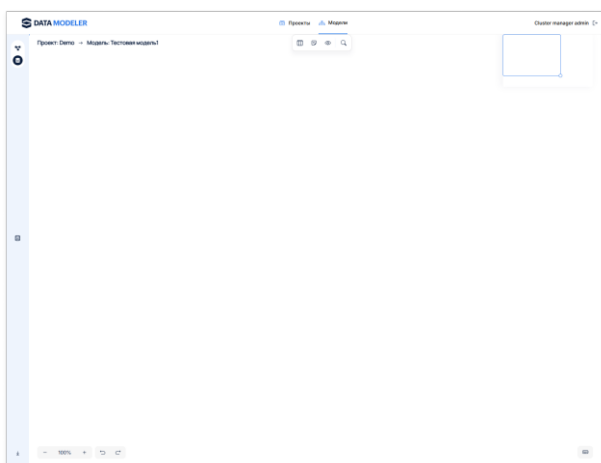 DATA MODELER
Проекты
Модели
Cluster manager admin
Проект: Demo → Модель: Тестовая модель1
− 100% +